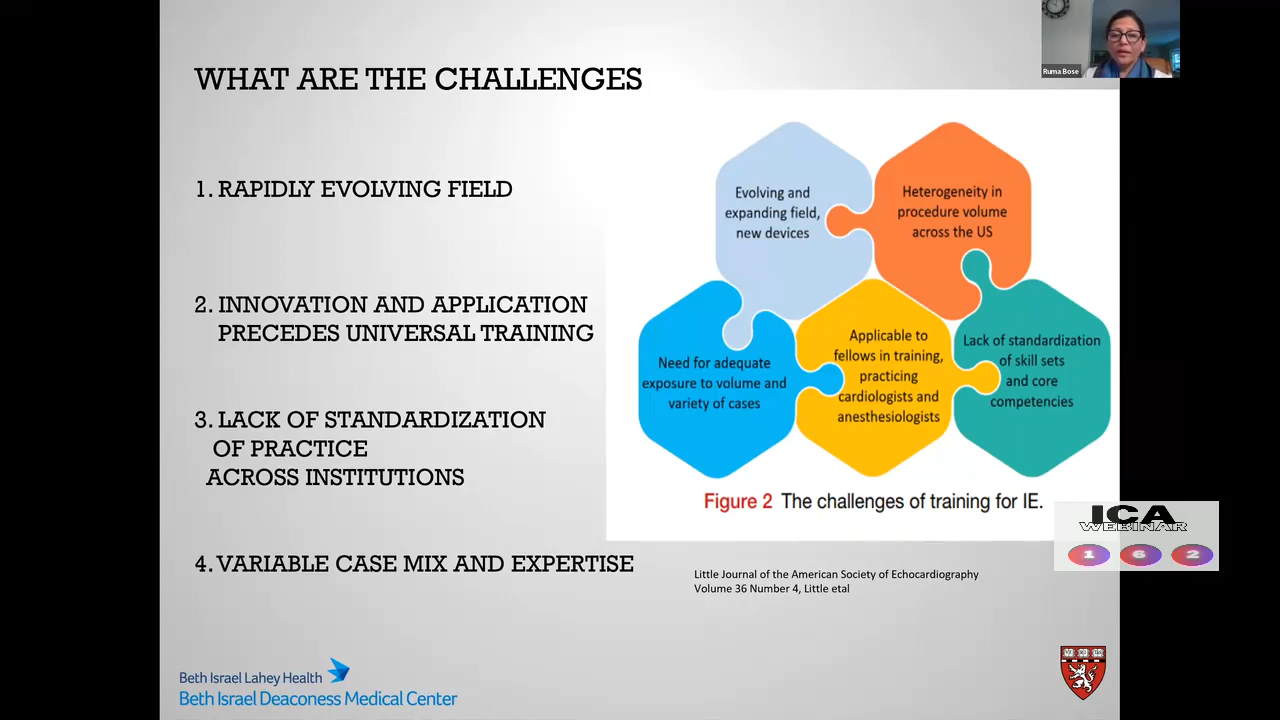 Ruma Bose
WHAT ARE THE CHALLENGES
1. RAPIDLY EVOLVING FIELD
2. INNOVATION AND APPLICATION
PRECEDES UNIVERSAL TRAINING
3. LACK OF STANDARDIZATION
OF PRACTICE
ACROSS INSTITUTIONS
4. VARIABLE CASE MIX AND EXPERTISE
Evolving and
expanding field,
new devices
Heterogeneity in
procedure volume
across the US
Need for adequate
exposure to volume and
variety of cases
Applicable to
fellows in training,
practicing
cardiologists and
anesthesiologists
Lack of standardization
of skill sets
and core
competencies
Figure 2 The challenges of training for IE.
ICA
WEBINAR
1 6 2
Little Journal of the American Society of Echocardiography
Volume 36 Number 4, Little etal
Beth Israel Lahey Health
Beth Israel Deaconess Medical Center